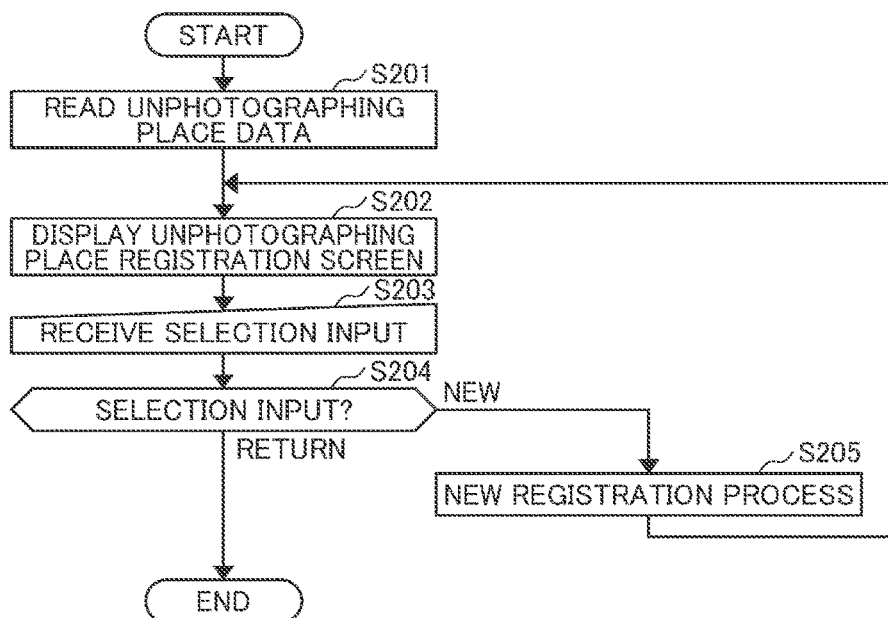 START
S201
READ UNPHOTOGRAPHING
PLACE DATA
S202
DISPLAY UNPHOTOGRAPHING
PLACE REGISTRATION SCREEN
S203
RECEIVE SELECTION INPUT
S204
SELECTION INPUT?
NEW
RETURN
S205
NEW REGISTRATION PROCESS
END